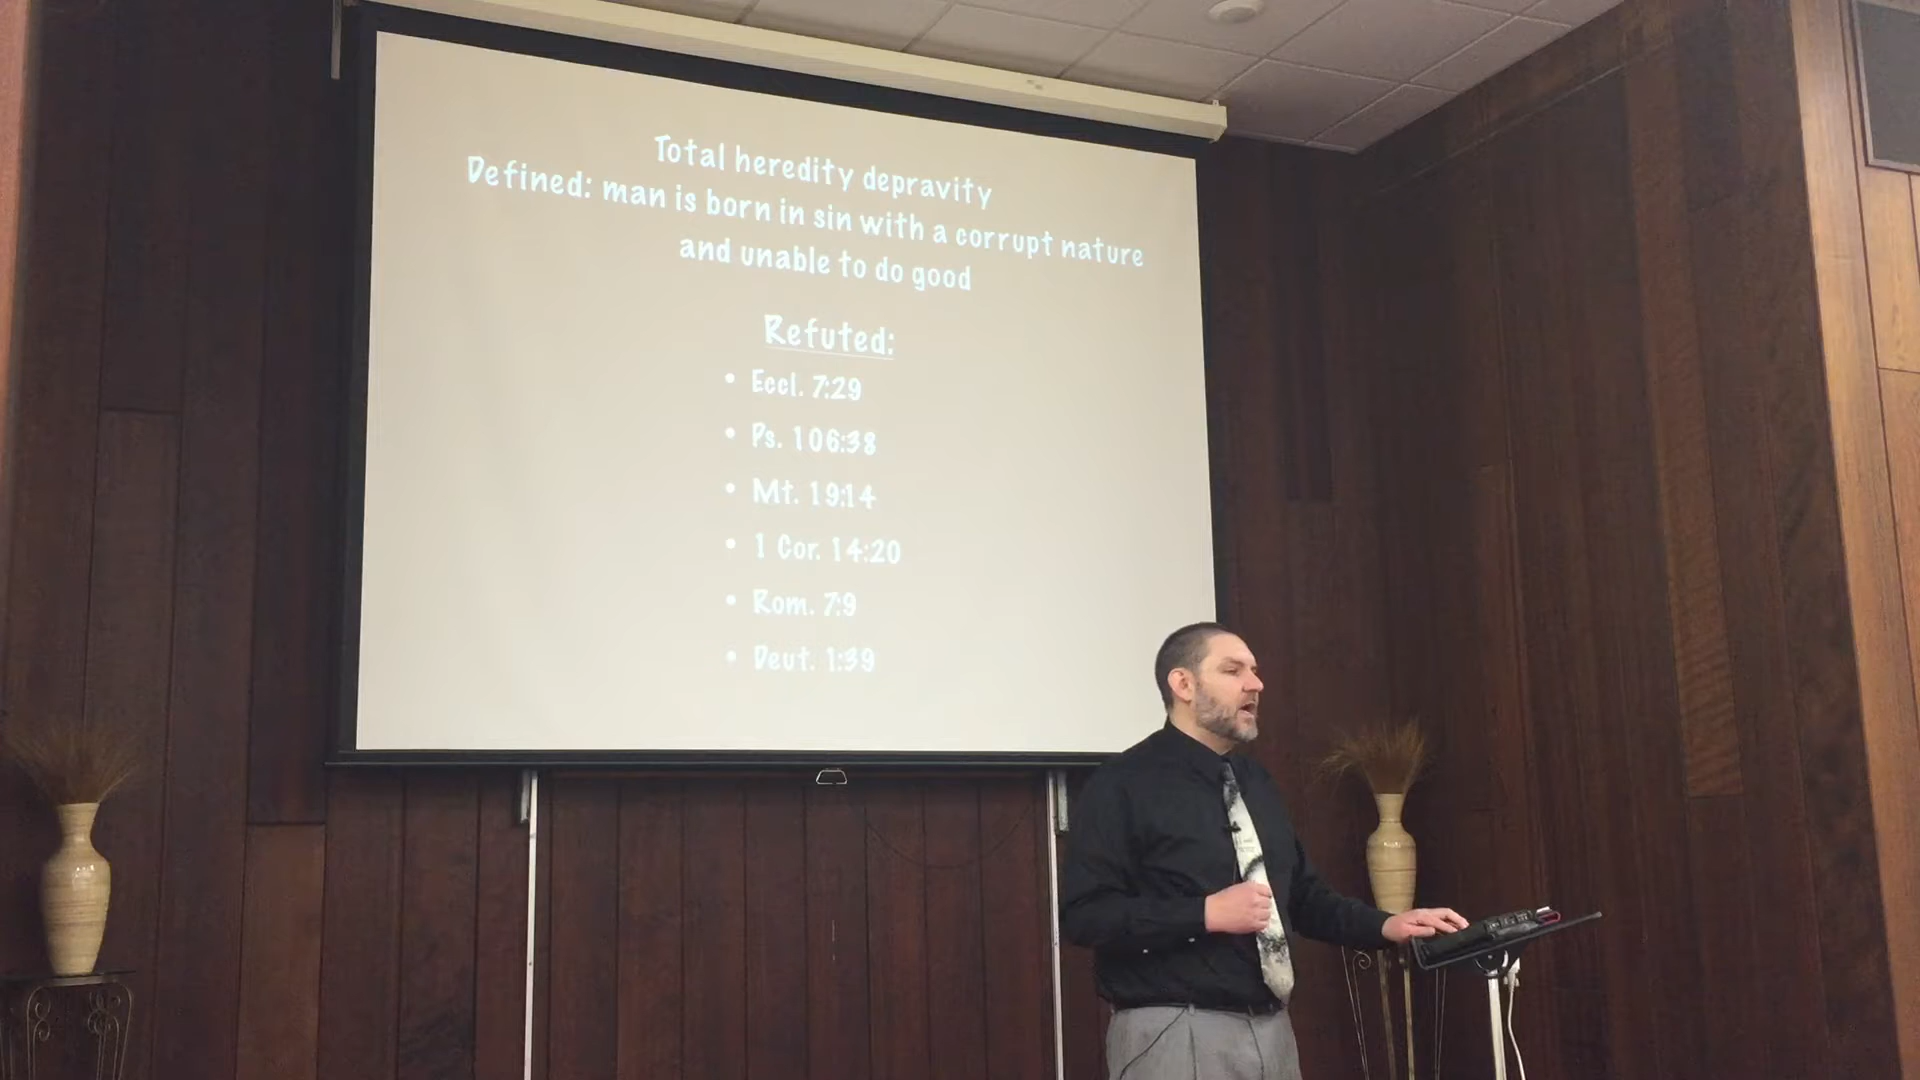 Total heredity depravity
Defined: man is born in sin with a corrupt nature
and unable to do good
Refuted:
• Eccl. 7:29
• Ps. 106:38
• Mt. 19:14
• 1 Cor. 14:20
• Rom. 7:9
• Deut. 1:39